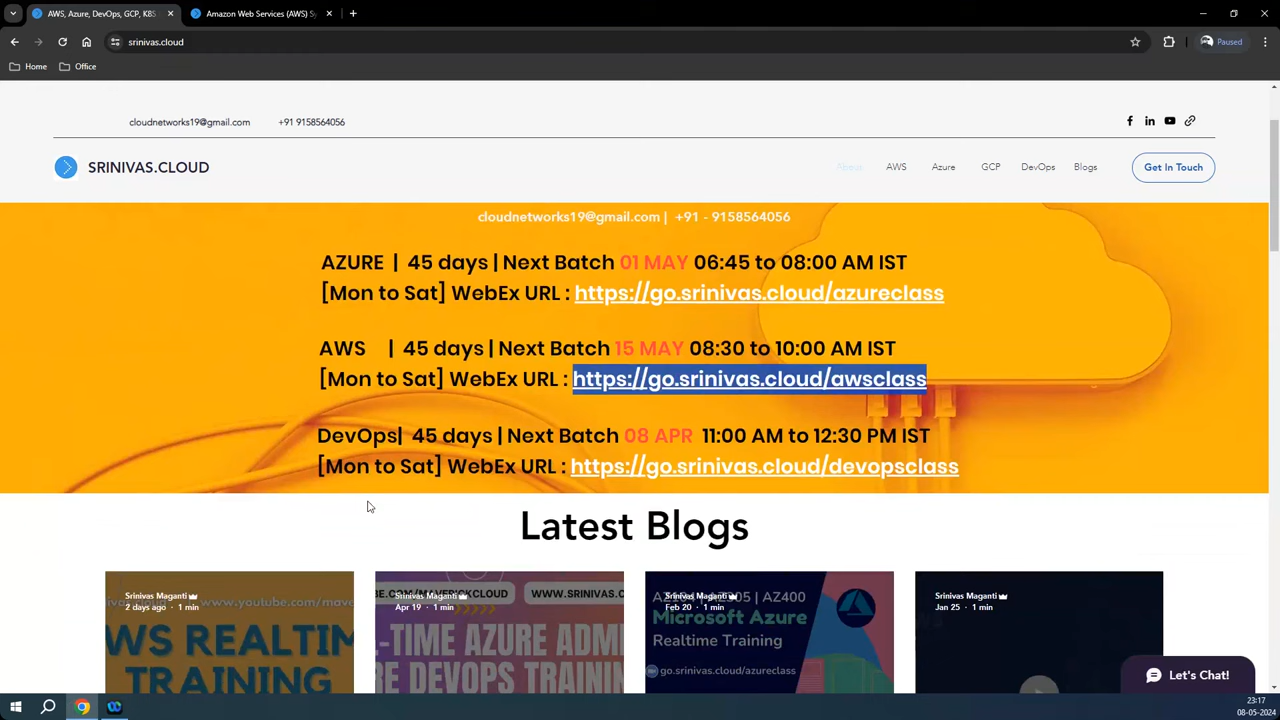 AWS, Azure, DevOps, GCP, K8S
Amazon Web Services (AWS) Sy
srinivas.cloud
Paused
Home
Office
cloudnetworks19@gmail.com +91 9158564056
SRINIVAS.CLOUD
About AWS Azure GCP DevOps Blogs
Get In Touch
cloudnetworks19@gmail.com | +91 - 9158564056
AZURE | 45 days | Next Batch 01 MAY 06:45 to 08:00 AM IST
[Mon to Sat] WebEx URL : https://go.srinivas.cloud/azureclass
AWS | 45 days | Next Batch 15 MAY 08:30 to 10:00 AM IST
[Mon to Sat] WebEx URL : https://go.srinivas.cloud/awsclass
DevOps| 45 days | Next Batch 08 APR 11:00 AM to 12:30 PM IST
[Mon to Sat] WebEx URL : https://go.srinivas.cloud/devopsclass
Latest Blogs
Srinivas Maganti
2 days ago · 1 min
WS REALTIM
TRAINING
Srinivas Maganti
Apr 19 · 1 min
WWW.SRINIVAS.C
L-TIME AZURE ADMI
RE DEVOPS TRAINI
Srinivas Maganti
Feb 20 · 1 min
AZ400
Microsoft Azure
Realtime Training
go.srinivas.cloud/azureclass
Srinivas Maganti
Jan 25 · 1 min
Let's Chat!
23:17
08-05-2024